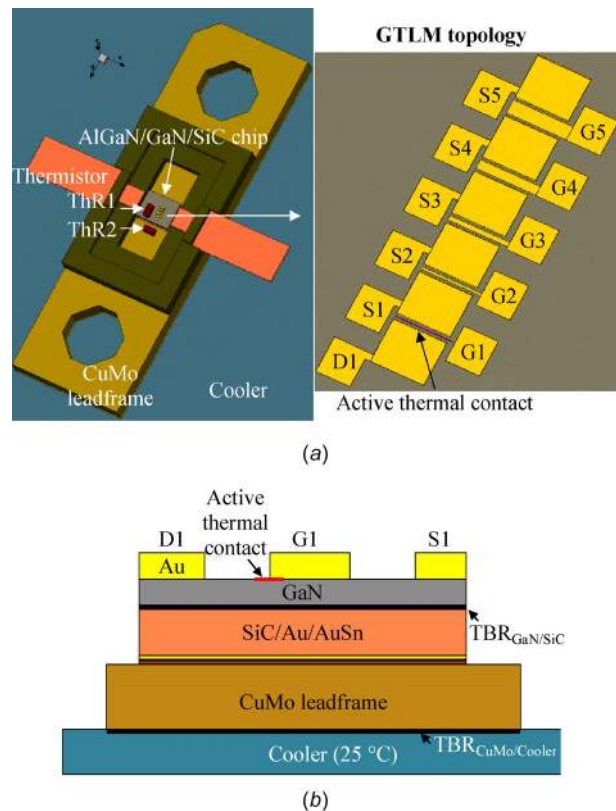 (a)
AlGaN/GaN/SiC chip
Thermistor
ThR1
ThR2
CuMo
leadframe
Cooler
GTLM topology
S5
G5
S4
G4
S3
G3
S2
G2
S1
G1
D1
Active thermal contact
(a)
Active
thermal
contact
D1
G1
S1
Au
GaN
TBRGaN/SiC
SiC/Au/AuSn
CuMo leadframe
TBRCuMo/Cooler
Cooler (25 °C)
(b)